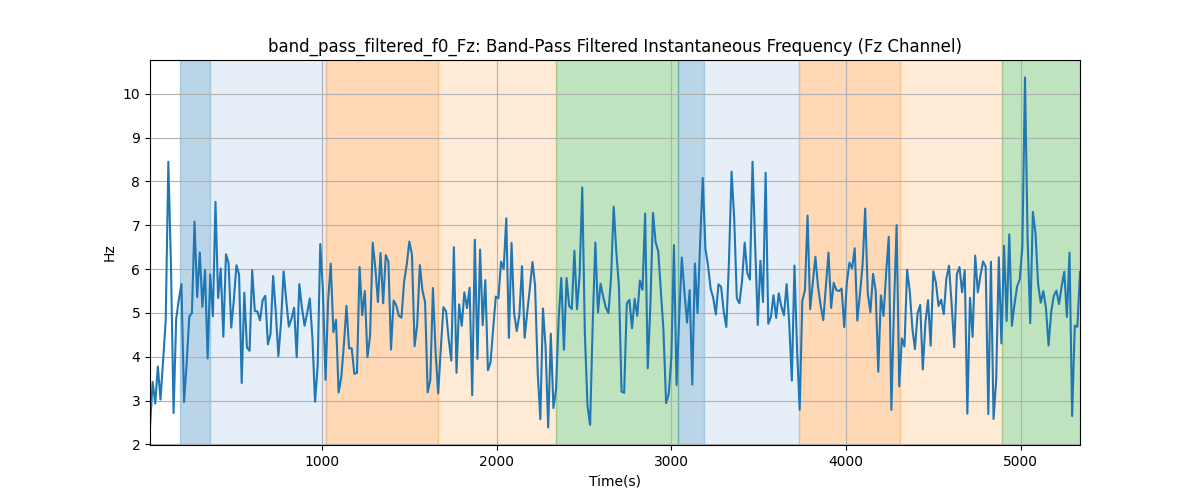 band_pass_filtered_f0_Fz: Band-Pass Filtered Instantaneous Frequency (Fz Channel)
10
9
8
7
6
5
4
3
2
Hz
1000 2000 3000 4000 5000
Time(s)